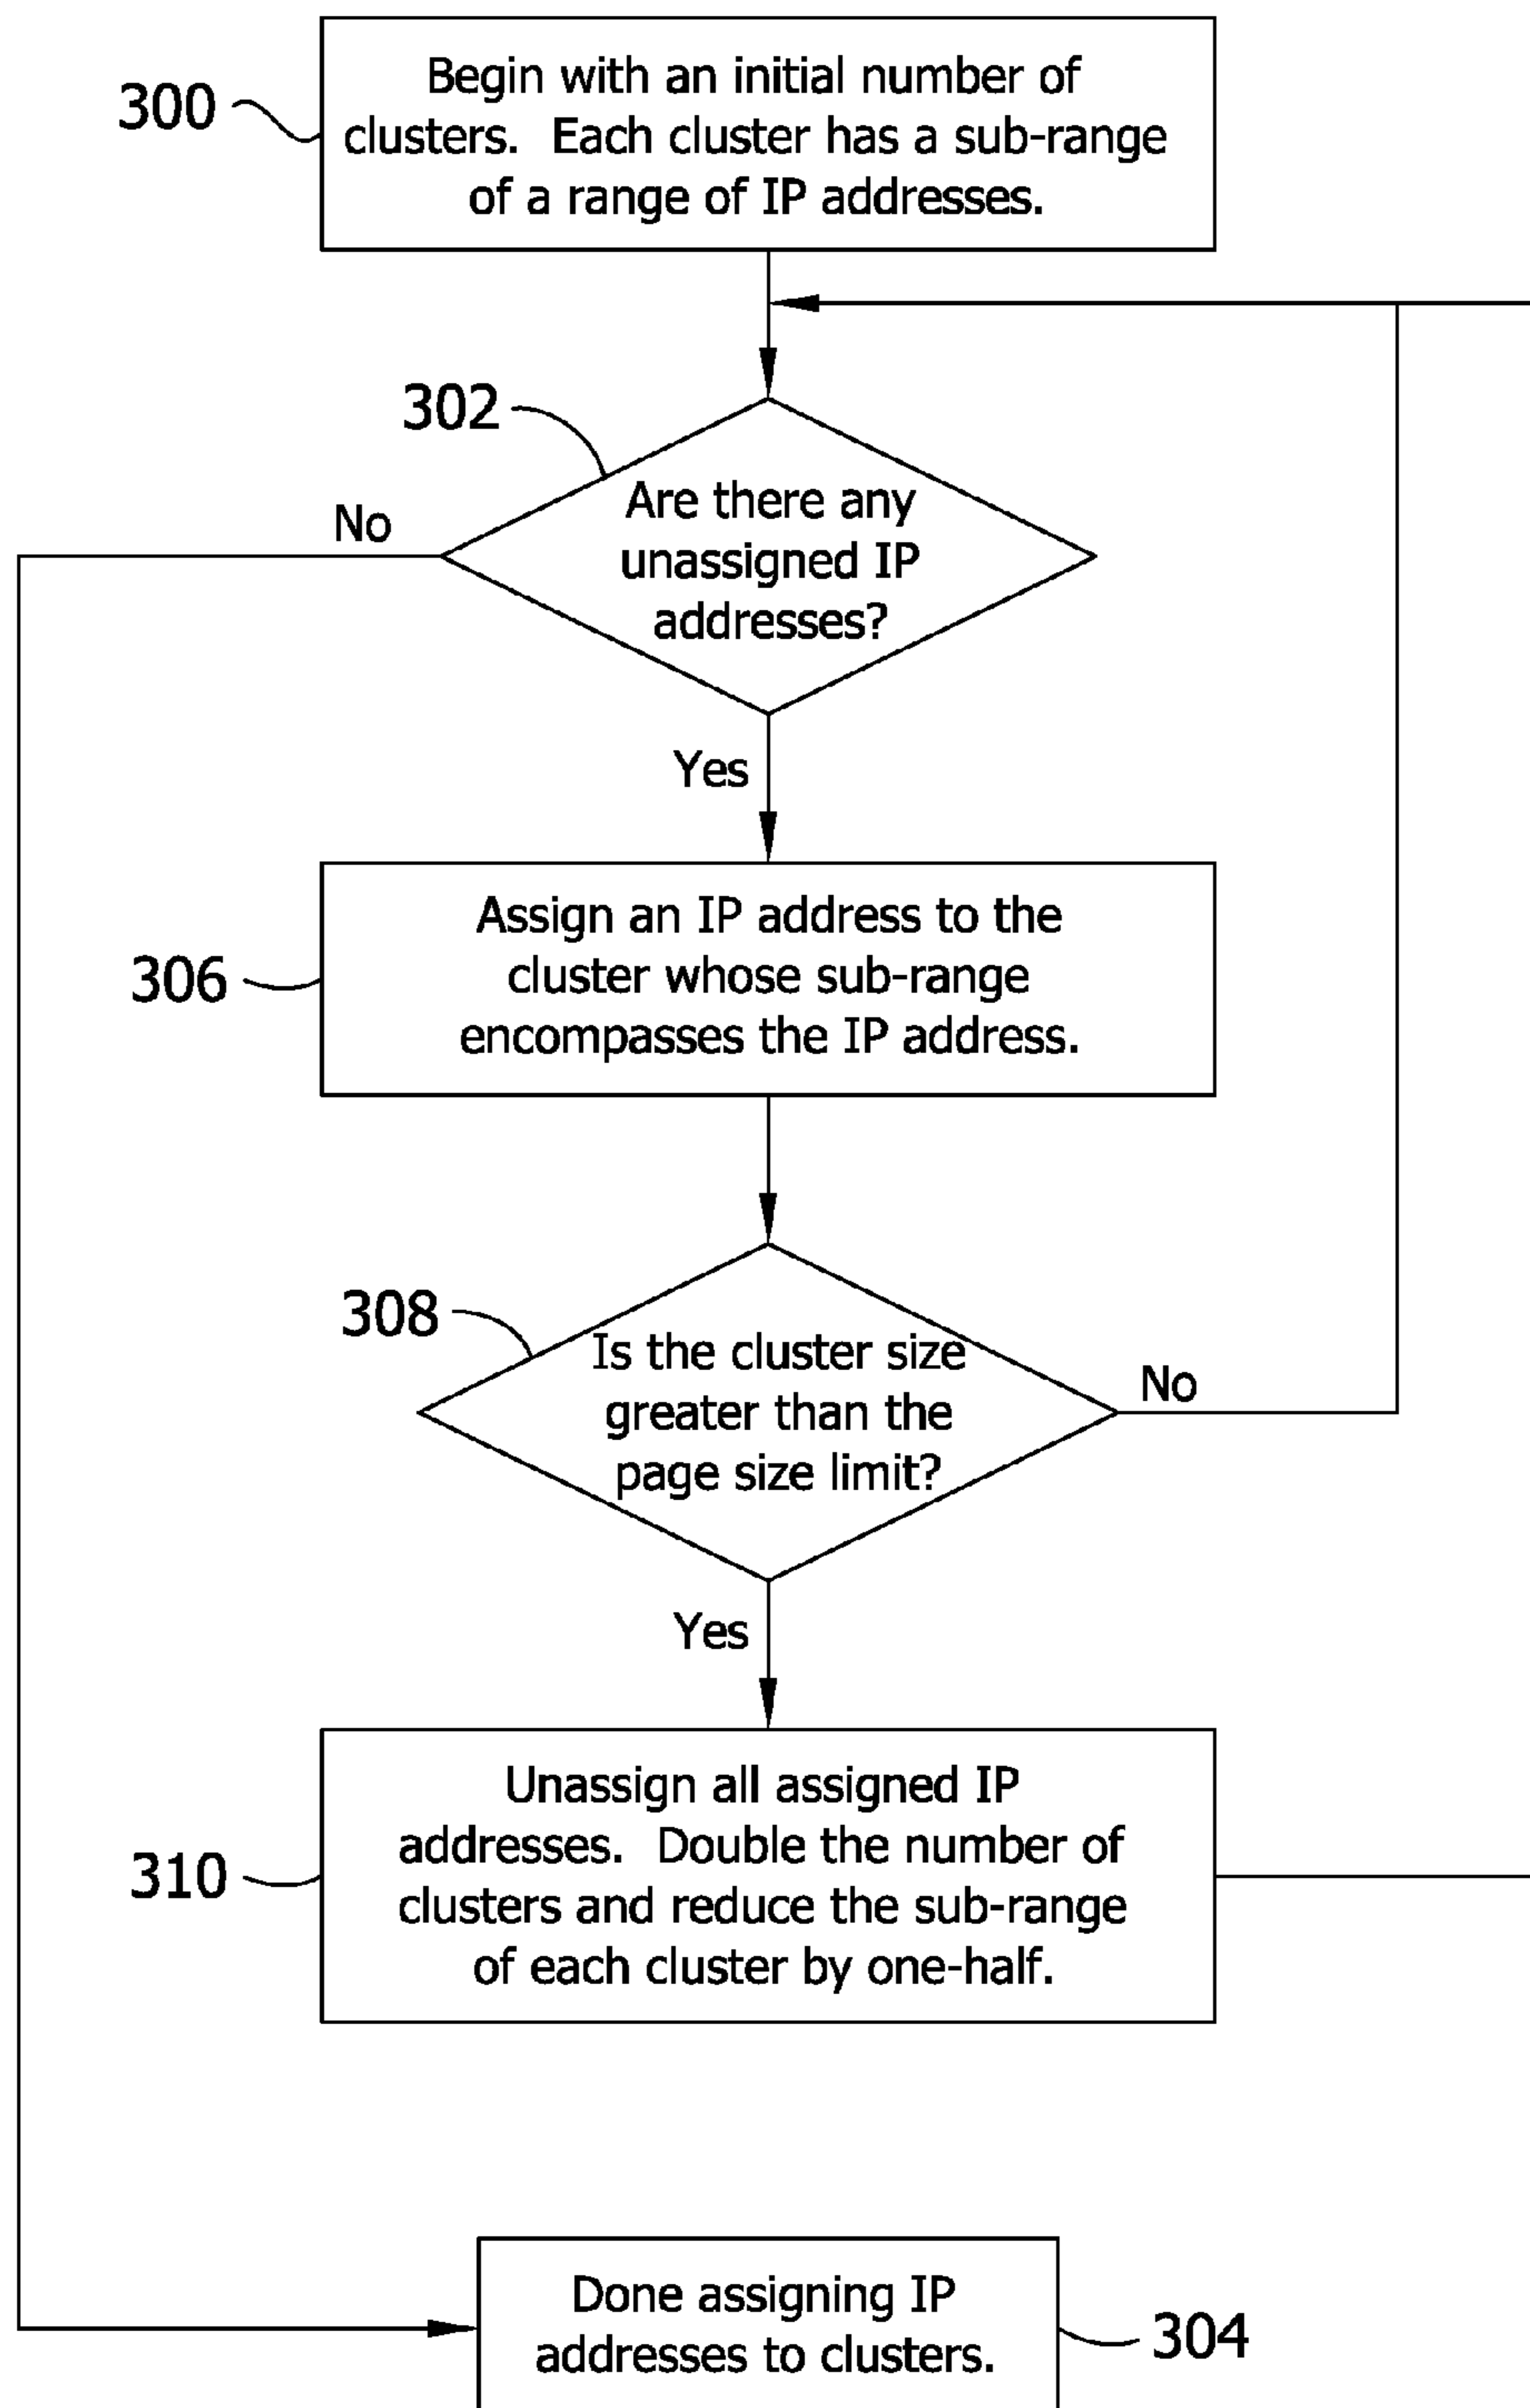 300
Begin with an initial number of
clusters.  Each cluster has a sub-range
of a range of IP addresses.
302
Are there any
unassigned IP
addresses?
No
Yes
306
Assign an IP address to the
cluster whose sub-range
encompasses the IP address.
308
Is the cluster size
greater than the
page size limit?
No
Yes
310
Unassign all assigned IP
addresses.  Double the number of
clusters and reduce the sub-range
of each cluster by one-half.
Done assigning IP
addresses to clusters.
304